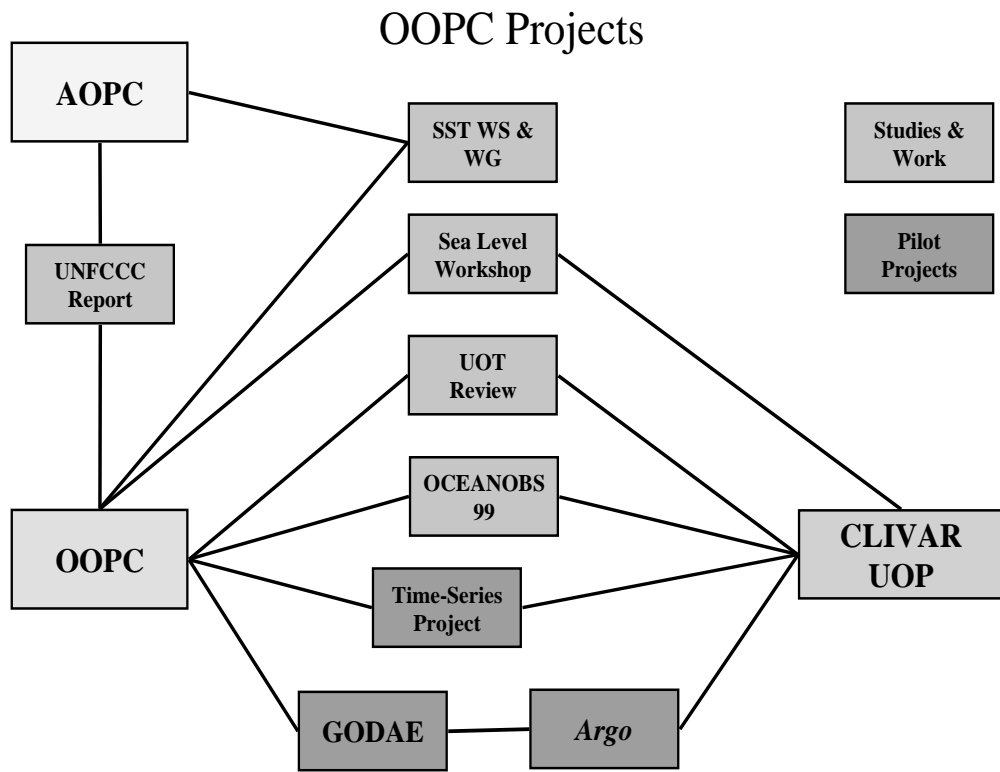 OOPC Projects
AOPC
SST WS &
WG
Studies &
Work
Sea Level
Workshop
Pilot
Projects
UNFCCC
Report
UOT
Review
OCEANOBS
99
OOPC
CLIVAR
UOP
Time-Series
Project
GODAE
Argo